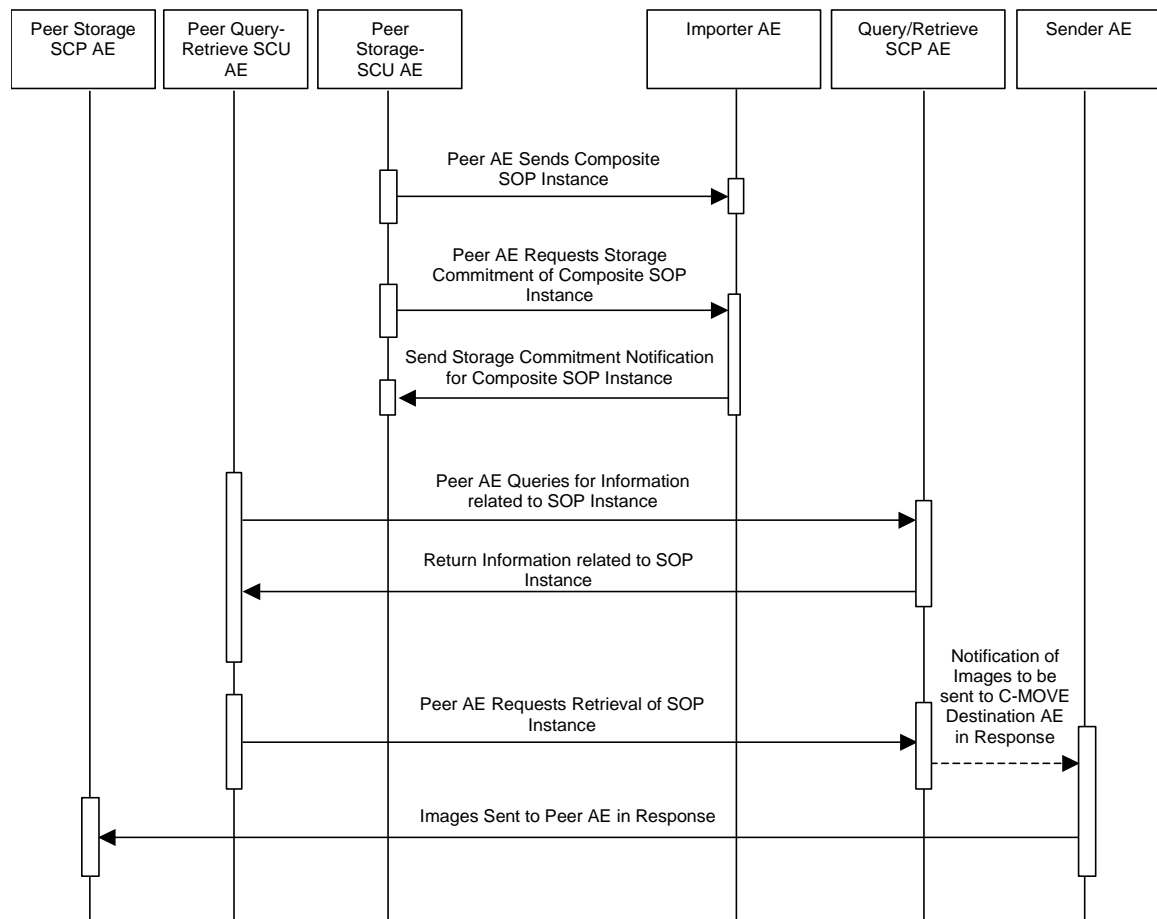 Peer Storage
SCP AE
Peer Query-
Retrieve SCU
AE
Peer
Storage-
SCU AE
Importer AE
Query/Retrieve
SCP AE
Sender AE
Peer AE Sends Composite
SOP Instance
Peer AE Requests Storage
Commitment of Composite SOP
Instance
Send Storage Commitment Notification
for Composite SOP Instance
Peer AE Queries for Information
related to SOP Instance
Return Information related to SOP
Instance
Notification of
Images to be
sent to C-MOVE
Destination AE
in Response
Peer AE Requests Retrieval of SOP
Instance
Images Sent to Peer AE in Response